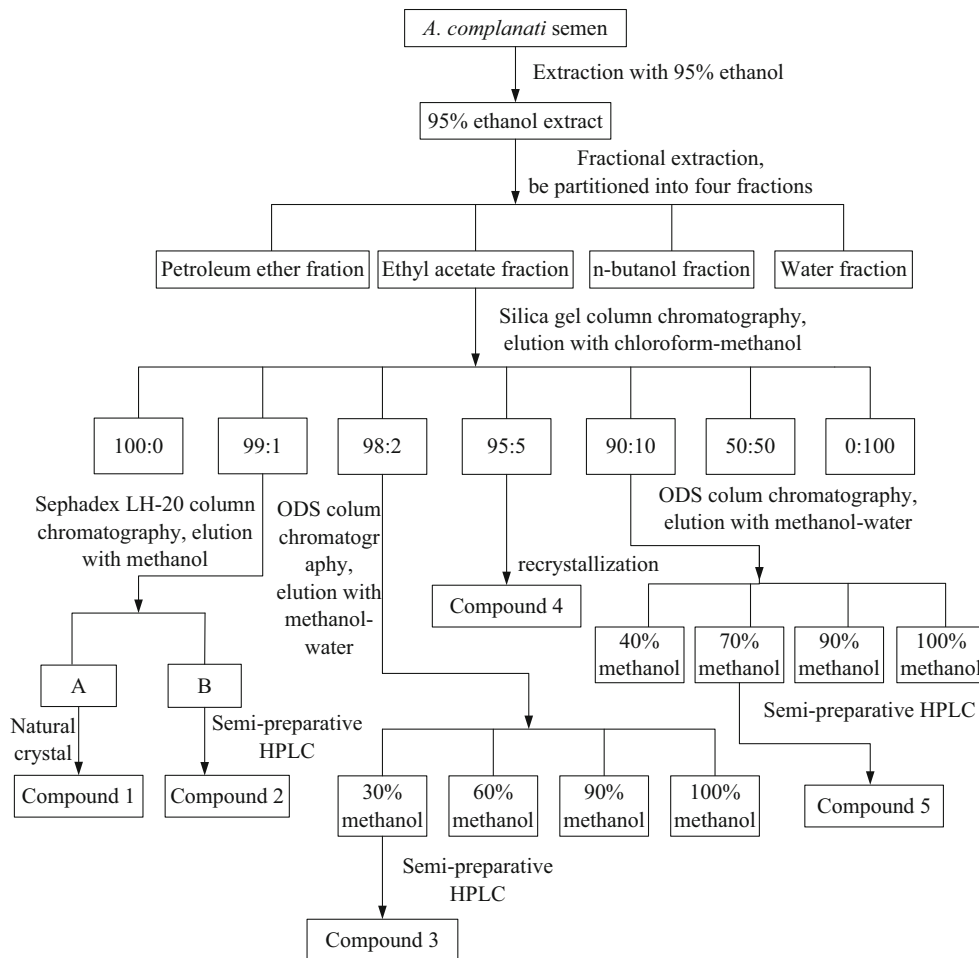 A. complanati semen
Extraction with 95% ethanol
95% ethanol extract
Fractional extraction,
be partitioned into four fractions
Petroleum ether fration
Ethyl acetate fraction
n-butanol fraction
Water fraction
Silica gel column chromatography,
elution with chloroform-methanol
100:0
99:1
98:2
95:5
90:10
50:50
0:100
Sephadex LH-20 column
chromatography, elution
with methanol
ODS colum
chromatogr
aphy,
elution with
methanol-
water
recrystallization
ODS colum chromatography,
elution with methanol-water
Compound 4
40%
methanol
70%
methanol
90%
methanol
100%
methanol
A
B
Natural
crystal
Semi-preparative
HPLC
Semi-preparative HPLC
Compound 1
Compound 2
30%
methanol
60%
methanol
90%
methanol
100%
methanol
Compound 5
Semi-preparative
HPLC
Compound 3